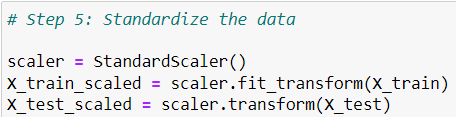 # Step 5: Standardize the data
scaler = StandardScaler()
X_train_scaled = scaler.fit_transform(X_train)
X_test_scaled = scaler.transform(X_test)